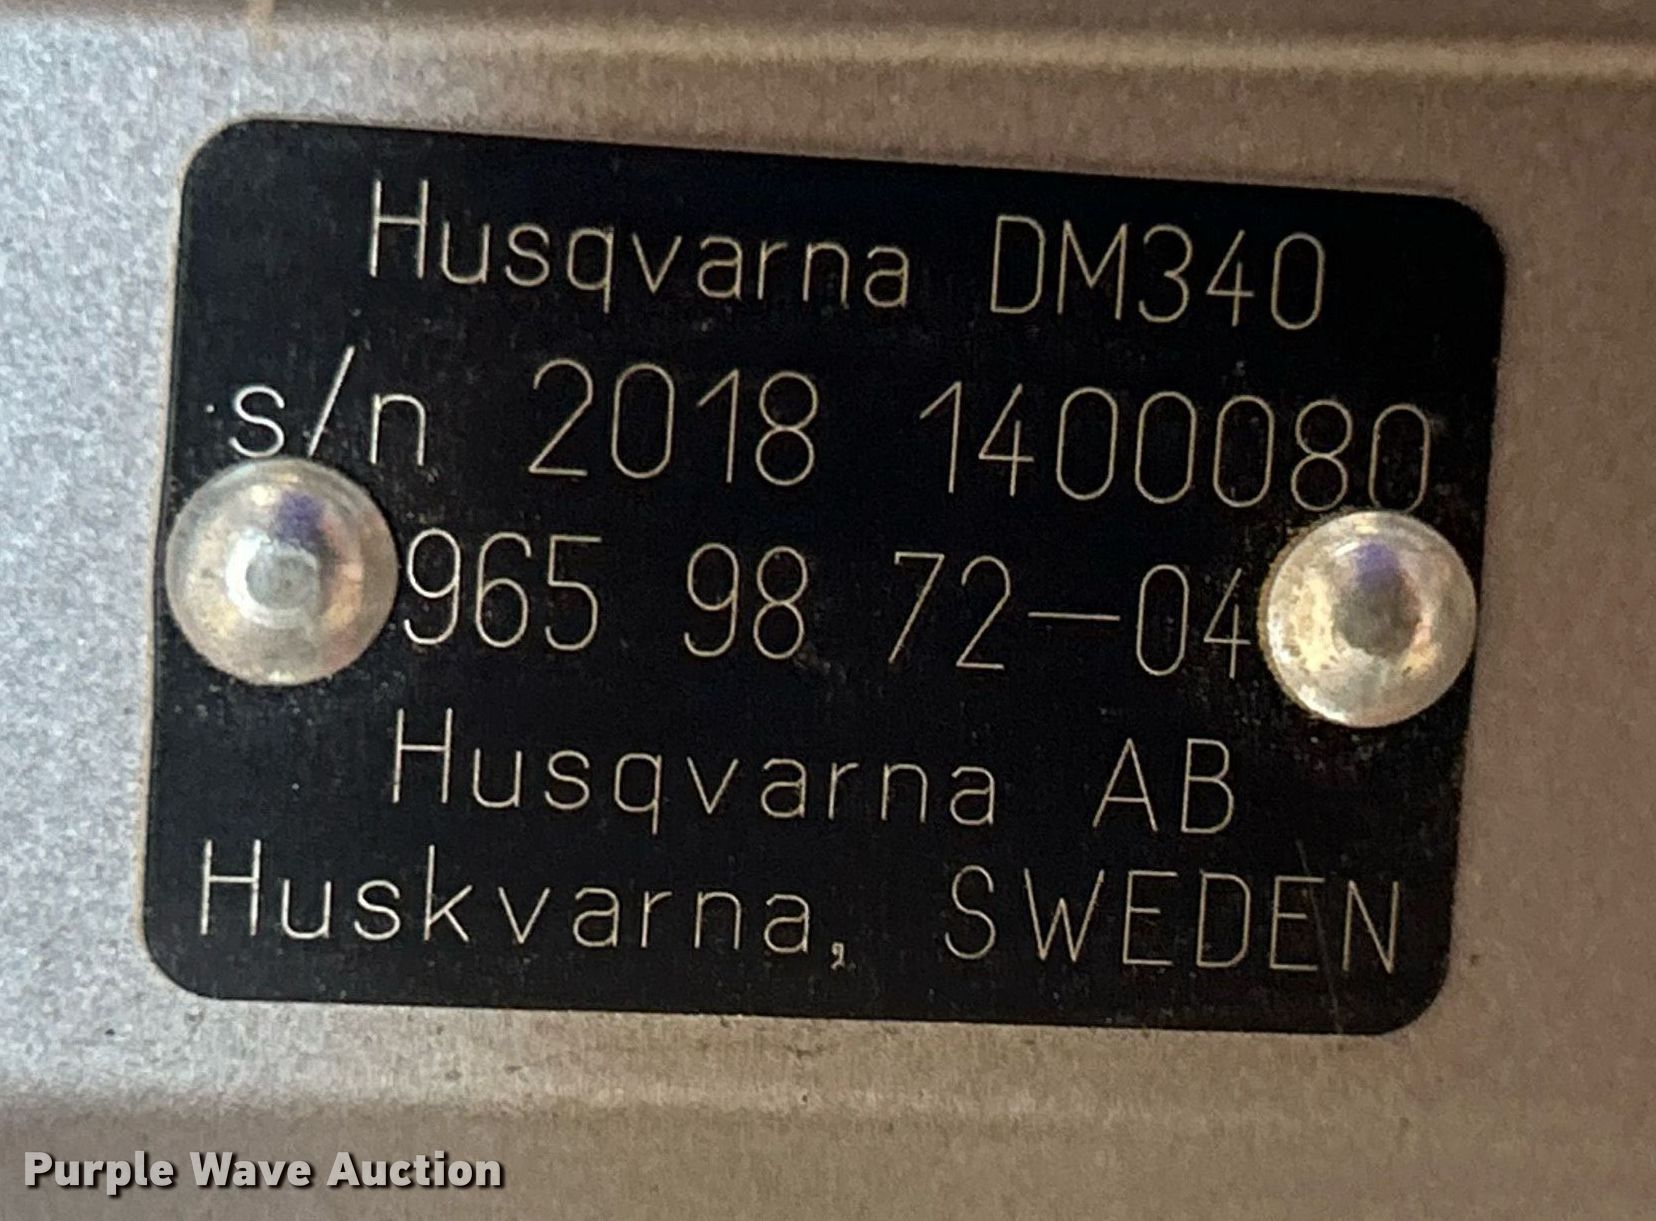 Husqvarna DM340
s/n 2018 1400080
965 98 72-04
Husqvarna AB
Huskvarna, SWEDEN
Purple Wave Auction